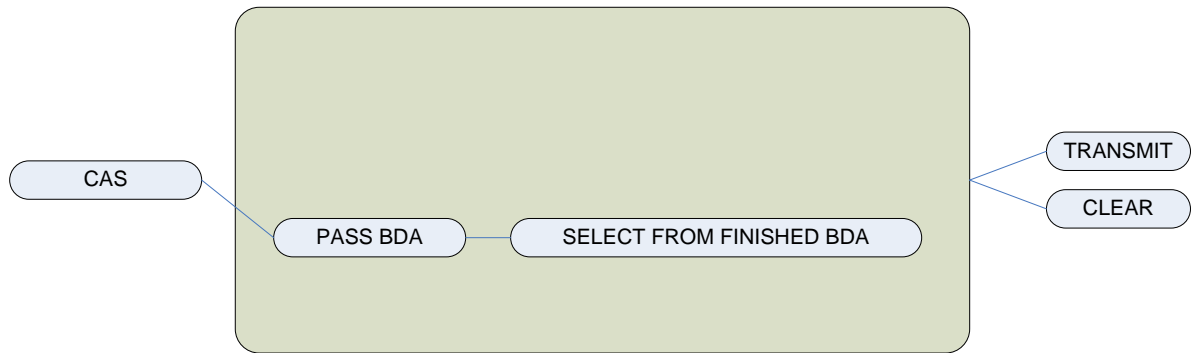 CAS
PASS BDA
SELECT FROM FINISHED BDA
TRANSMIT
CLEAR